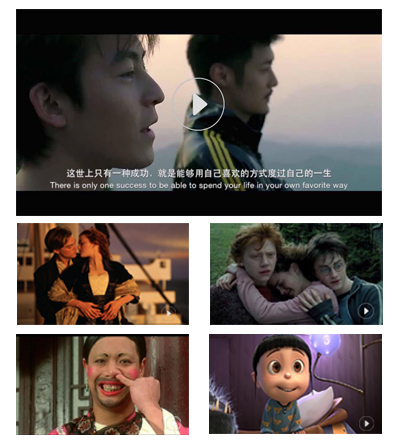 这世上只有一种成功，就是能够用自己喜欢的方式度过自己的一生
There is only one success to be able to spend your life in your own favorite way